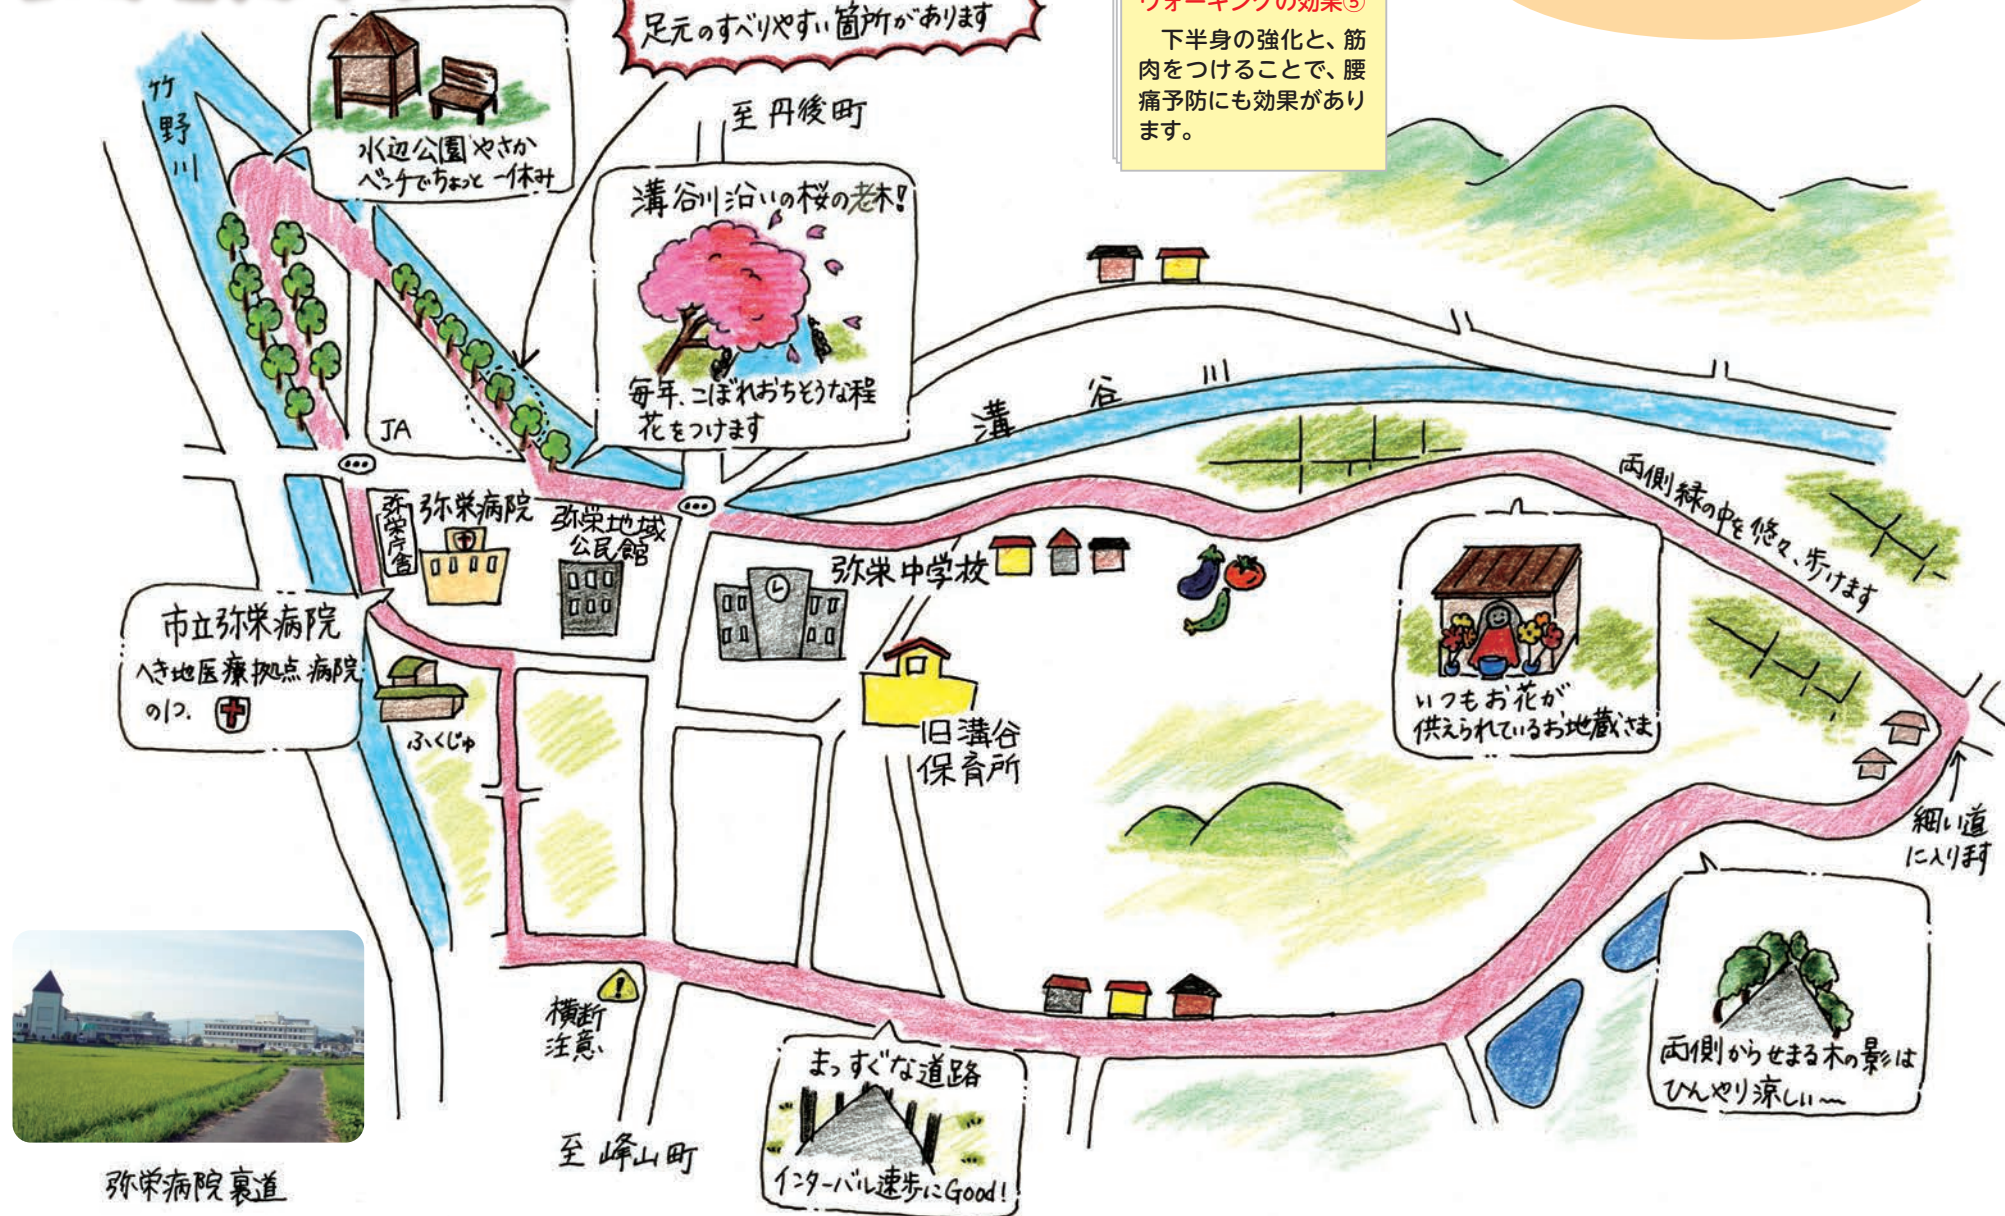 足元のすべりやすい箇所があります
ウォーキングの効果⑤
下半身の強化と、筋
肉をつけることで、腰
痛予防にも効果があり
ます。
竹野川
水辺公園やさか
ベンチでちょっと一休み
至 丹後町
溝谷川沿いの桜の老木!
毎年、こぼれおちそうな程
花をつけます
JA
溝谷川
両側緑の中を悠々、歩けます
弥栄庁舎
弥栄病院
弥栄地域
公民館
弥栄中学校
市立弥栄病院
へき地医療拠点病院
の1つ。
ふくじゅ
旧溝谷
保育所
いつもお花が
供えられているお地蔵さま
細い道
に入ります
横断
注意
まっすぐな道路
インターバル速歩にGood!
両側からせまる木の影は
ひんやり涼しい〜
至 峰山町
弥栄病院裏道